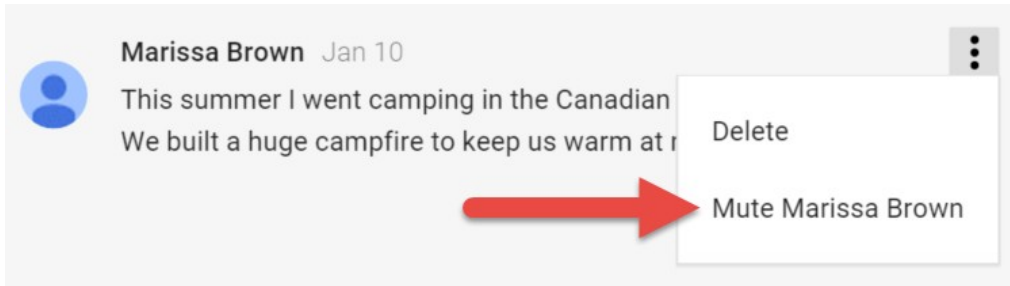 Marissa Brown Jan 10
This summer I went camping in the Canadian
We built a huge campfire to keep us warm at
Delete
Mute Marissa Brown